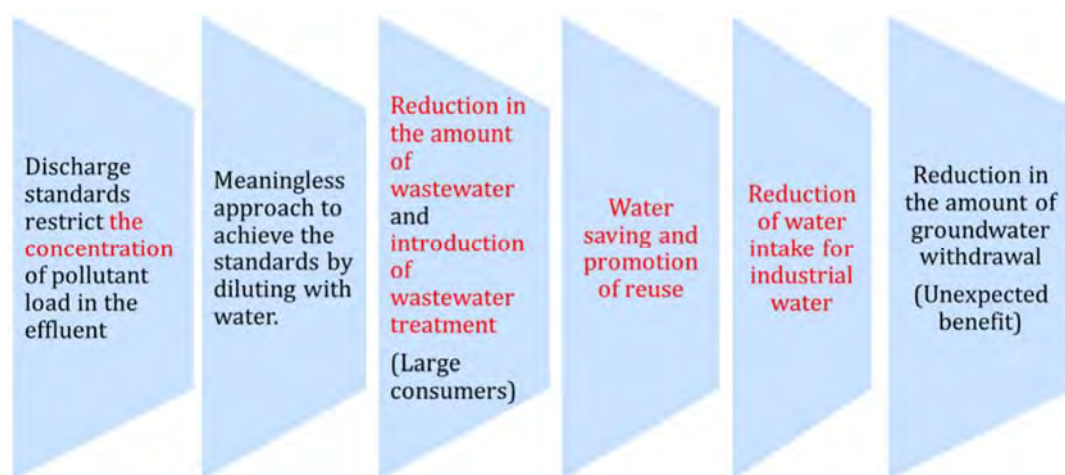 Discharge
standards
restrict the
concentration
of pollutant
load in the
effluent
Meaningless
approach to
achieve the
standards by
diluting with
water.
Reduction in
the amount
of
wastewater
and
introduction
of
wastewater
treatment
(Large
consumers)
Water
saving and
promotion
of reuse
Reduction
of water
intake for
industrial
water
Reduction in
the amount of
groundwater
withdrawal
(Unexpected
benefit)